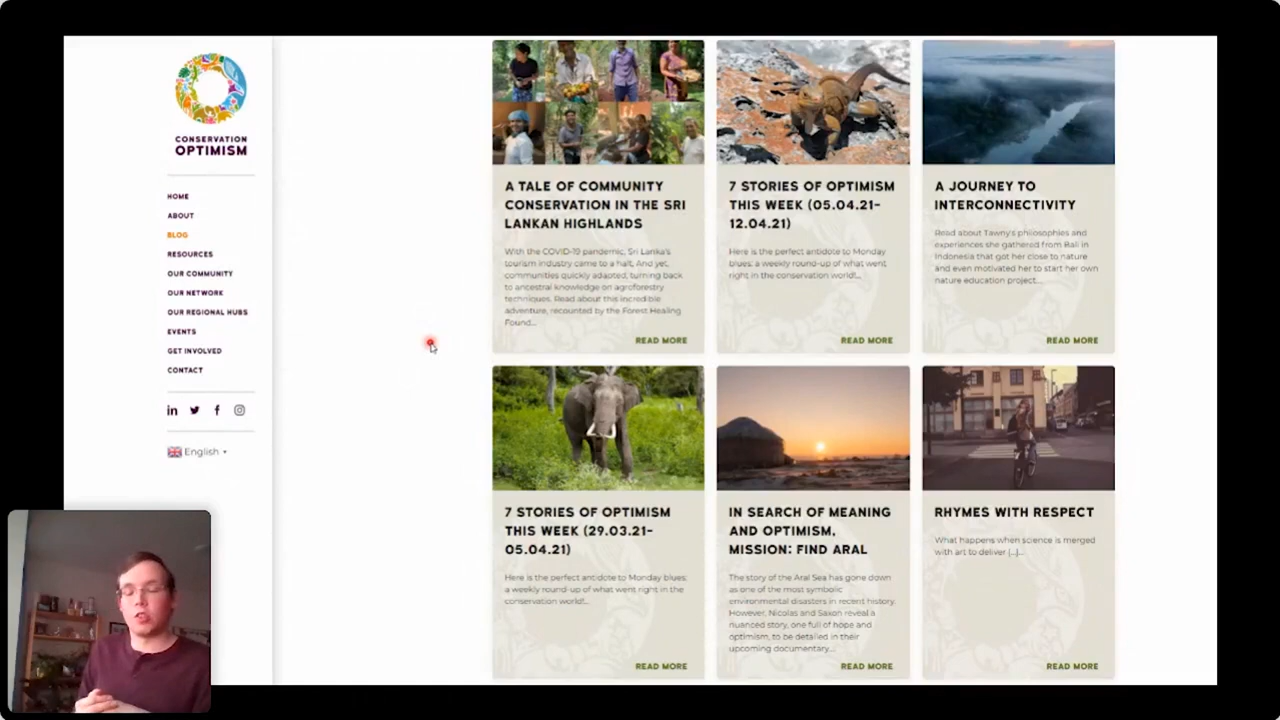 CONSERVATION
OPTIMISM
HOME
ABOUT
BLOG
RESOURCES
OUR COMMUNITY
OUR NETWORK
OUR REGIONAL HUBS
EVENTS
GET INVOLVED
CONTACT
in
English
A TALE OF COMMUNITY
CONSERVATION IN THE SRI
LANKAN HIGHLANDS
With the COVID-19 pandemic, Sri Lanka's
tourism industry came to a halt. And yet,
communities quickly adapted, turning back
to ancestral knowledge on agroforestry
techniques. Read about this incredible
adventure, recounted by the Forest Healing
Found...
READ MORE
7 STORIES OF OPTIMISM
THIS WEEK (05.04.21-
12.04.21)
Here is the perfect antidote to Monday
blues: a weekly round-up of what went
right in the conservation world!...
READ MORE
A JOURNEY TO
INTERCONNECTIVITY
Read about Tawny's philosophies and
experiences she gathered from Bali in
Indonesia that got her close to nature
and even motivated her to start her own
nature education project...
READ MORE
7 STORIES OF OPTIMISM
THIS WEEK (29.03.21-
05.04.21)
Here is the perfect antidote to Monday blues:
a weekly round-up of what went right in the
conservation world!...
READ MORE
IN SEARCH OF MEANING
AND OPTIMISM,
MISSION: FIND ARAL
The story of the Aral Sea has gone down
as one of the most symbolic
environmental disasters in recent history.
However, Nicolas and Saxon reveal a
nuanced story, one full of hope and
optimism, to be detailed in their
upcoming documentary...
READ MORE
RHYMES WITH RESPECT
What happens when science is merged
with art to deliver [...]...
READ MORE